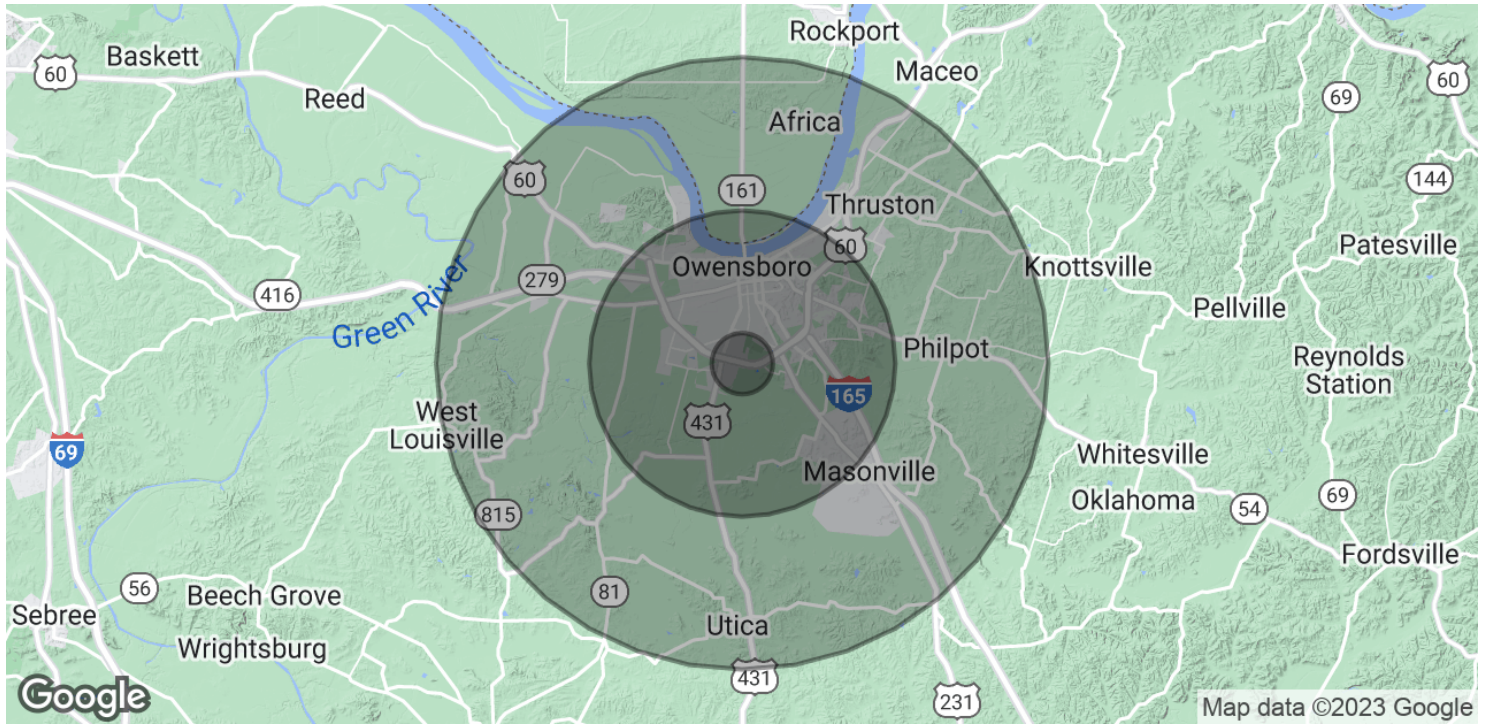 Rockport
Baskett
60
Maceo
60
Reed
69
Africa
60
144
161
Thruston
60
Patesville
Owensboro
Knottsville
279
416
Green River
Pellville
Philpot
Reynolds
Station
165
West
Louisville
431
69
Whitesville
Masonville
Oklahoma
69
54
815
Fordsville
56
Beech Grove
81
Sebree
Utica
Wrightsburg
431
231
Google
Map data ©2023 Google